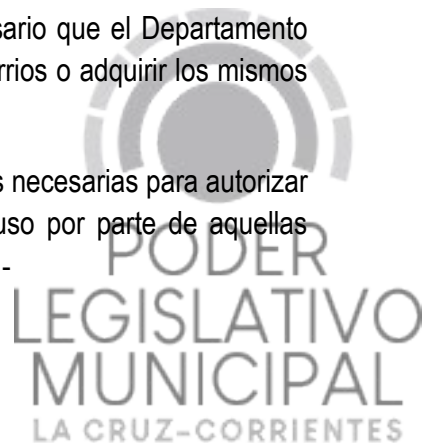 sario que el Departamento
rrios o adquirir los mismos
s necesarias para autorizar
uso por parte de aquellas
-
PODER
LEGISLATIVO
MUNICIPAL
LA CRUZ-CORRIENTES